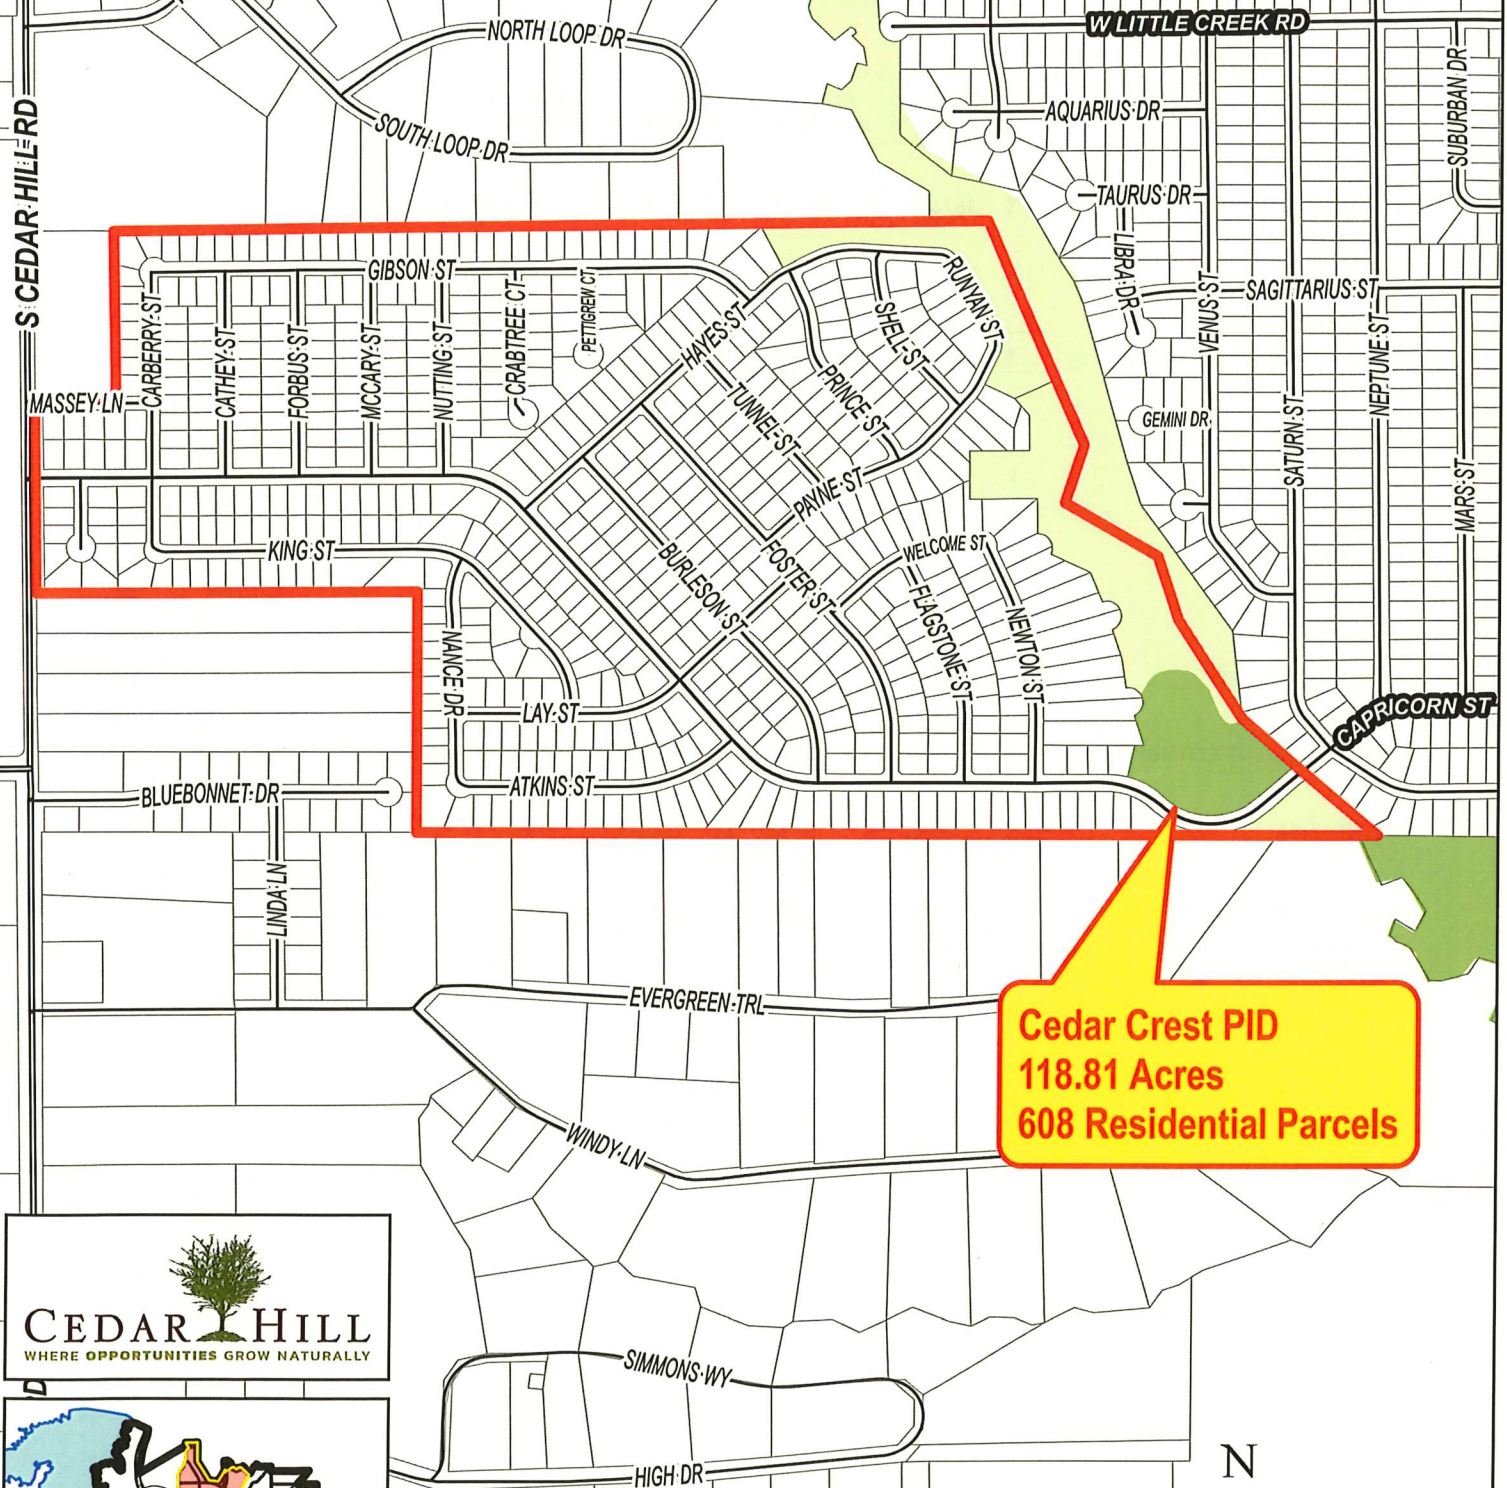 NORTH LOOP DR
W LITTLE CREEK RD
SUBURBAN DR
AQUARIUS DR
SOUTH LOOP DR
S CEDAR HILL RD
TAURUS DR
LIBRA DR
GIBSON ST
RUNYAN ST
SAGITTARIUS ST
VENUS ST
CARBERRY ST
CATHEY ST
FORBUS ST
MCCARY ST
NUTTING ST
CRABTREE CT
PETTIGREW CT
HAYES ST
SHELL ST
NEPTUNE ST
MASSEY LN
TUNNEL ST
PRINCE ST
GEMINI DR
SATURN ST
MARS ST
PAYNE ST
KING ST
BURLESON ST
FOSTER ST
WELCOME ST
FLAGSTONE ST
NEWTON ST
NANCE DR
LAY ST
CAPRICORN ST
ATKINS ST
BLUEBONNET DR
LINDA LN
EVERGREEN TRL
Cedar Crest PID
118.81 Acres
608 Residential Parcels
WINDY LN
CEDAR HILL
WHERE OPPORTUNITIES GROW NATURALLY
SIMMONS WY
D
HIGH DR
N